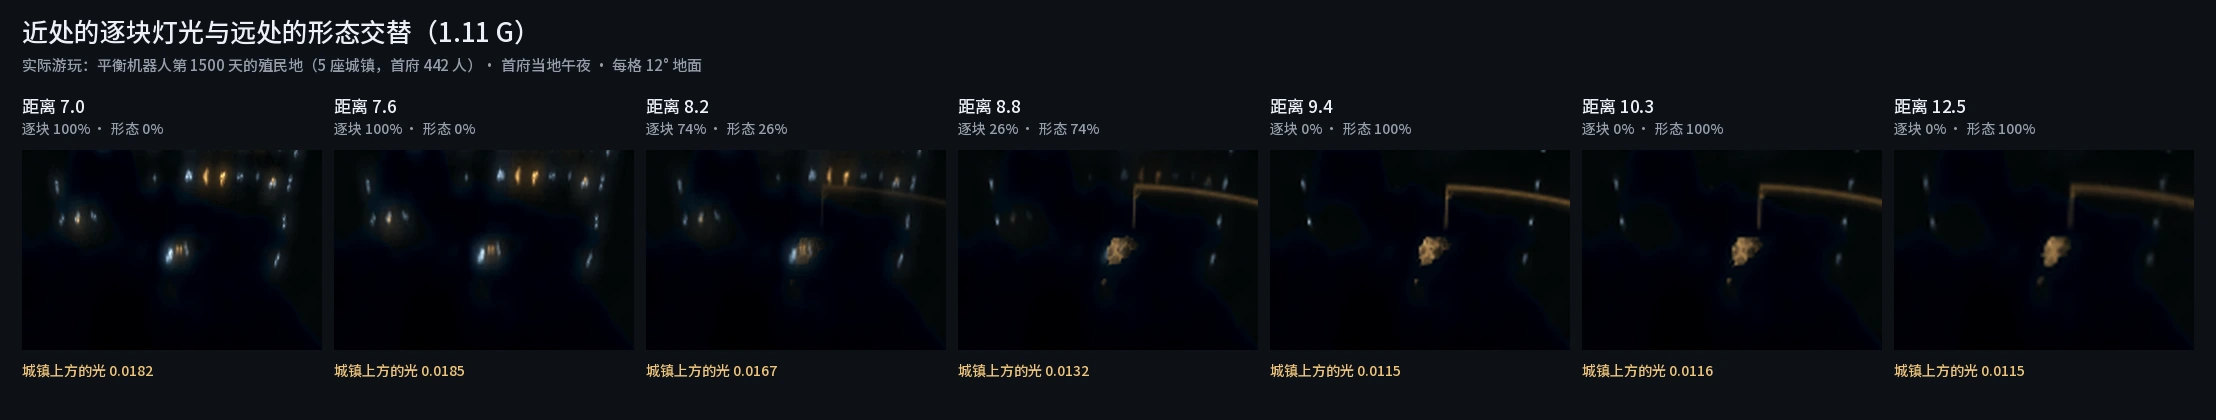 近处的逐块灯光与远处的形态交替（1.11 G）
实际游玩：平衡机器人第 1500 天的殖民地（5 座城镇，首府 442 人）· 首府当地午夜 · 每格 12° 地面
距离 7.0
逐块 100% · 形态 0%
城镇上方的光 0.0182
距离 7.6
逐块 100% · 形态 0%
城镇上方的光 0.0185
距离 8.2
逐块 74% · 形态 26%
城镇上方的光 0.0167
距离 8.8
逐块 26% · 形态 74%
城镇上方的光 0.0132
距离 9.4
逐块 0% · 形态 100%
城镇上方的光 0.0115
距离 10.3
逐块 0% · 形态 100%
城镇上方的光 0.0116
距离 12.5
逐块 0% · 形态 100%
城镇上方的光 0.0115